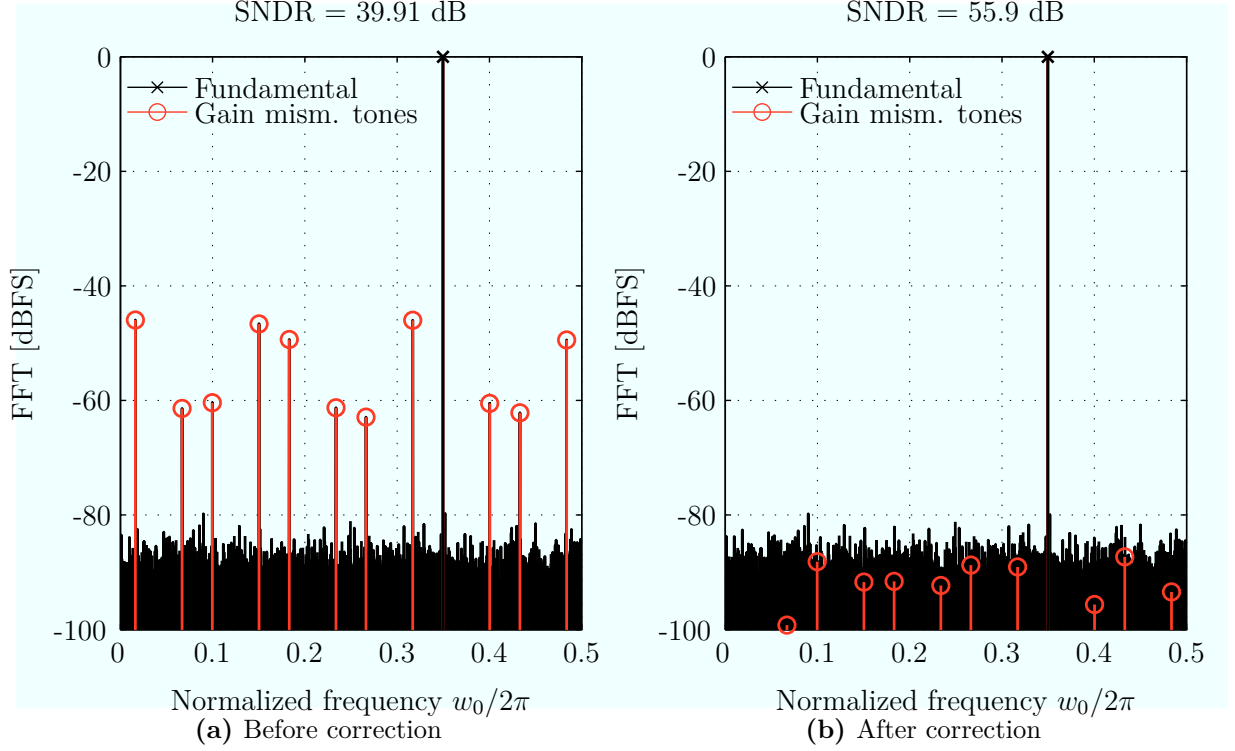 SNDR = 39.91 dB
0
-20
-40
-60
-80
-100
FFT [dBFS]
Fundamental
Gain mism. tones
0 0.1 0.2 0.3 0.4 0.5
Normalized frequency w₀/2π
(a) Before correction
SNDR = 55.9 dB
0
-20
-40
-60
-80
-100
FFT [dBFS]
Fundamental
Gain mism. tones
0 0.1 0.2 0.3 0.4 0.5
Normalized frequency w₀/2π
(b) After correction